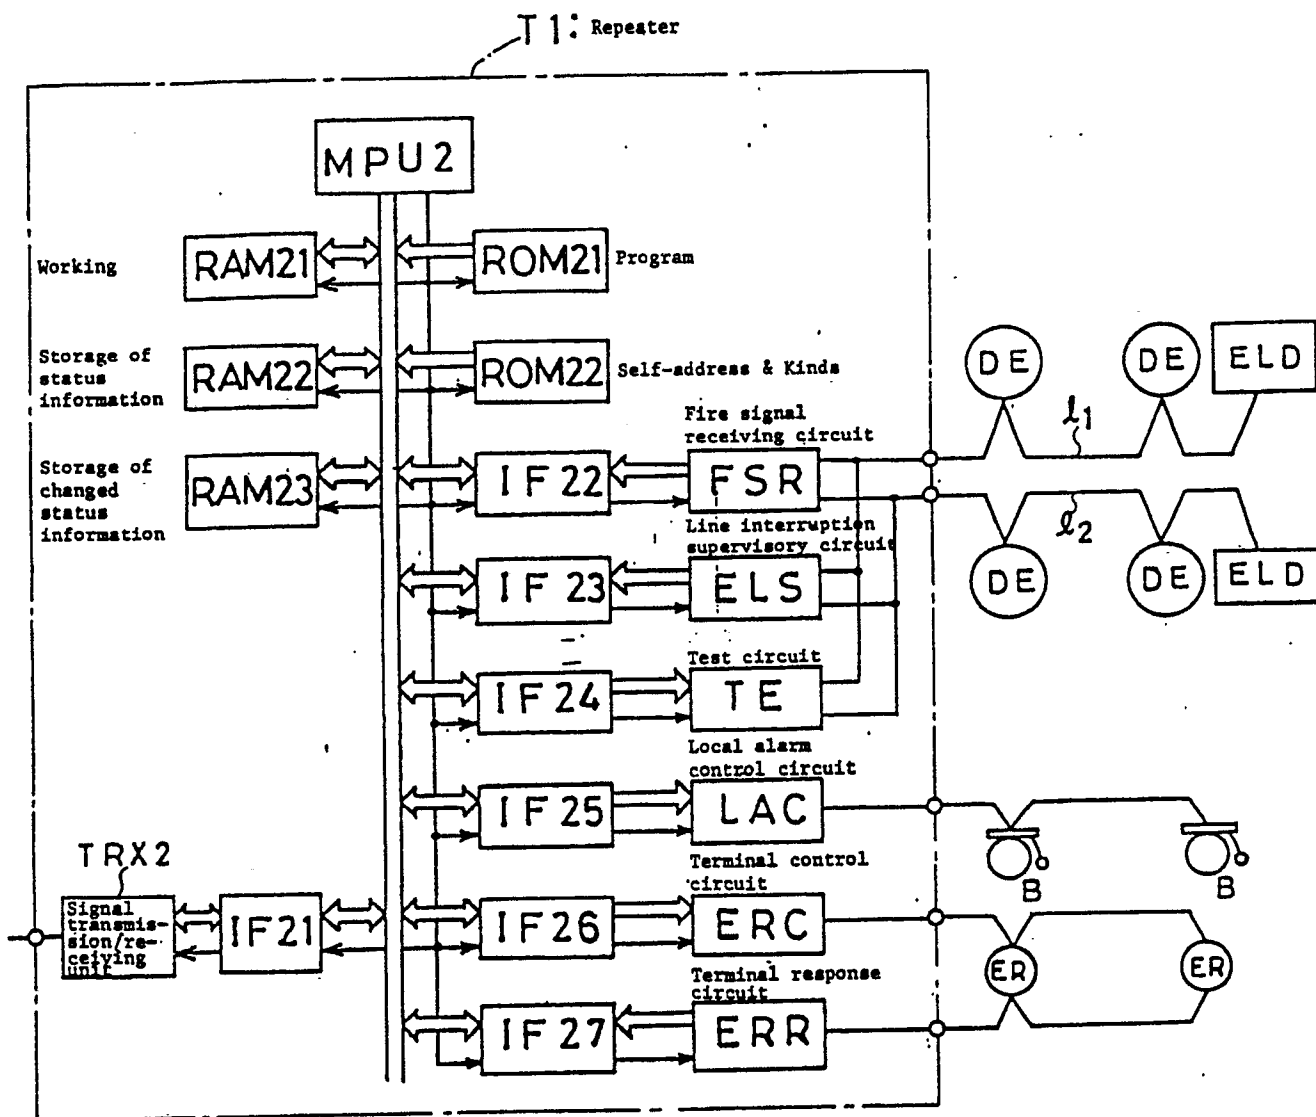 T1: Repeater
MPU2
Working
RAM21
ROM21
Program
Storage of
status
information
RAM22
ROM22
Self-address & Kinds
Storage of
changed
status
information
RAM23
IF22
Fire signal
receiving circuit
FSR
IF23
Line interruption
supervisory circuit
ELS
IF24
Test circuit
TE
IF25
Local alarm
control circuit
LAC
TRX2
Signal
transmis-
sion/re-
ceiving
unit
IF21
IF26
Terminal control
circuit
ERC
IF27
Terminal response
circuit
ERR
DE
DE
ELD
ℓ1
ℓ2
DE
DE
ELD
B
B
ER
ER